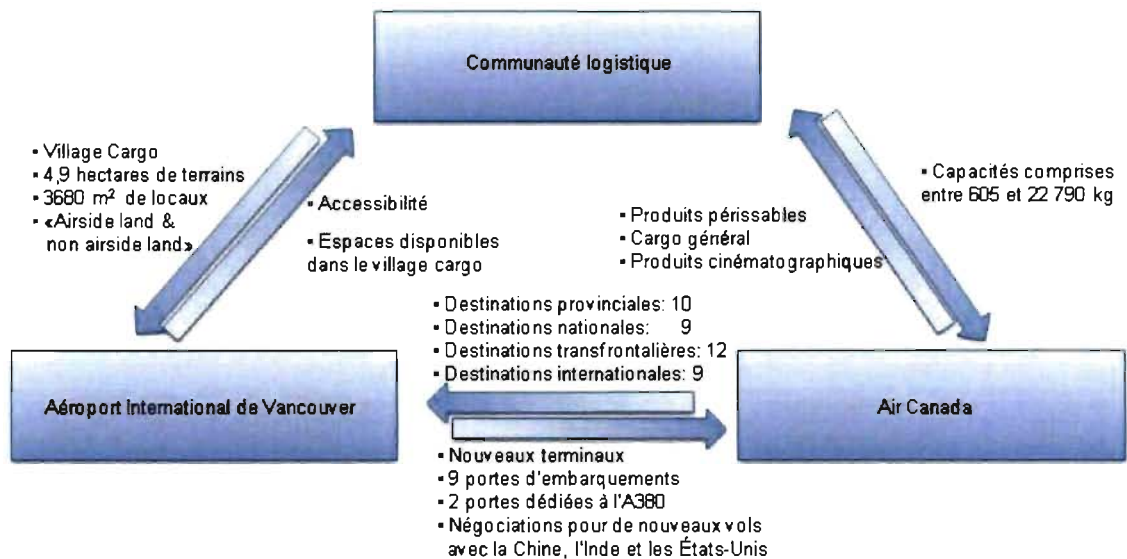 Communauté logistique
▪ Village Cargo
▪ 4,9 hectares de terrains
▪ 3680 m² de locaux
▪ «Airside land &
non airside land»
▪ Accessibilité
▪ Espaces disponibles
dans le village cargo
▪ Produits périssables
▪ Cargo général
▪ Produits cinématographiques
▪ Capacités comprises
entre 605 et 22 790 kg
▪ Destinations provinciales: 10
▪ Destinations nationales: 9
▪ Destinations transfrontalières: 12
▪ Destinations internationales: 9
Aéroport International de Vancouver
Air Canada
▪ Nouveaux terminaux
▪ 9 portes d'embarquements
▪ 2 portes dédiées à l'A380
▪ Négociations pour de nouveaux vols
avec la Chine, l'Inde et les États-Unis